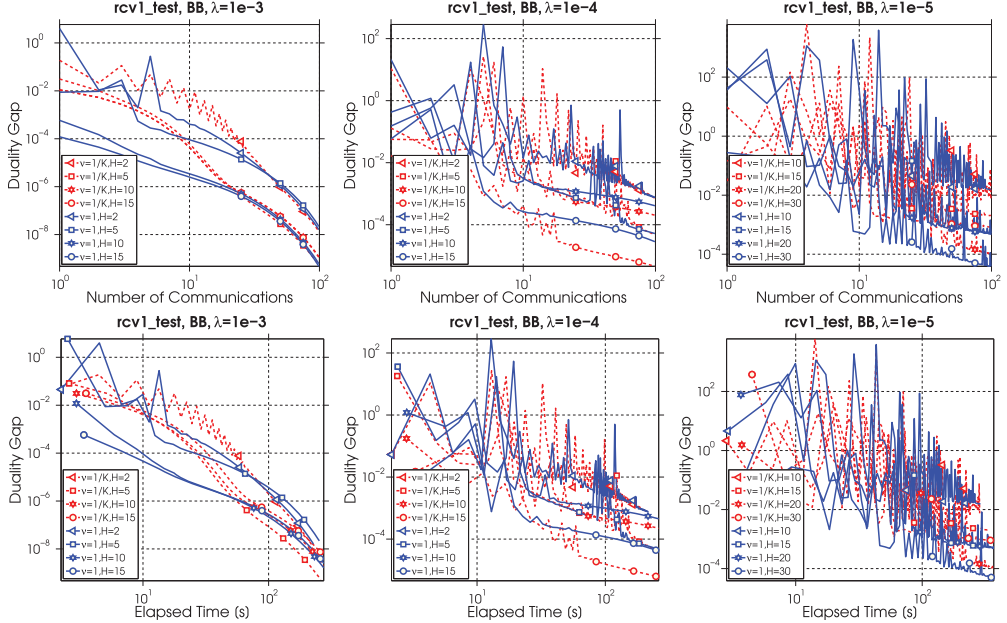 rcv1_test, BB, λ=1e−3
Duality Gap
10^0
10^−2
10^−4
10^−6
10^−8
ν=1/K,H=2
ν=1/K,H=5
ν=1/K,H=10
ν=1/K,H=15
ν=1,H=2
ν=1,H=5
ν=1,H=10
ν=1,H=15
10^0
10^1
10^2
Number of Communications
rcv1_test, BB, λ=1e−4
Duality Gap
10^2
10^0
10^−2
10^−4
ν=1/K,H=2
ν=1/K,H=5
ν=1/K,H=10
ν=1/K,H=15
ν=1,H=2
ν=1,H=5
ν=1,H=10
ν=1,H=15
10^0
10^1
10^2
Number of Communications
rcv1_test, BB, λ=1e−5
Duality Gap
10^2
10^0
10^−2
10^−4
ν=1/K,H=10
ν=1/K,H=15
ν=1/K,H=20
ν=1/K,H=30
ν=1,H=10
ν=1,H=15
ν=1,H=20
ν=1,H=30
10^0
10^1
10^2
Number of Communications
rcv1_test, BB, λ=1e−3
Duality Gap
10^0
10^−2
10^−4
10^−6
10^−8
ν=1/K,H=2
ν=1/K,H=5
ν=1/K,H=10
ν=1/K,H=15
ν=1,H=2
ν=1,H=5
ν=1,H=10
ν=1,H=15
10^1
10^2
Elapsed Time [s]
rcv1_test, BB, λ=1e−4
Duality Gap
10^2
10^0
10^−2
10^−4
ν=1/K,H=2
ν=1/K,H=5
ν=1/K,H=10
ν=1/K,H=15
ν=1,H=2
ν=1,H=5
ν=1,H=10
ν=1,H=15
10^1
10^2
Elapsed Time [s]
rcv1_test, BB, λ=1e−5
Duality Gap
10^2
10^0
10^−2
10^−4
ν=1/K,H=10
ν=1/K,H=15
ν=1/K,H=20
ν=1/K,H=30
ν=1,H=10
ν=1,H=15
ν=1,H=20
ν=1,H=30
10^1
10^2
Elapsed Time [s]